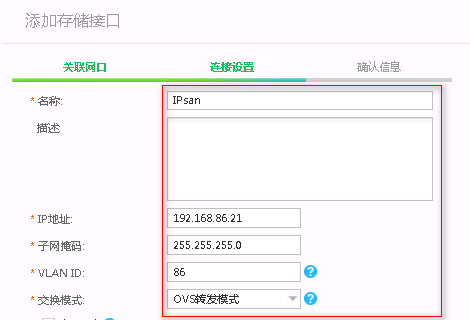 添加存储接口
关联网口 连接设置 确认信息
* 名称: IPsan
描述:
* IP地址: 192.168.86.21
* 子网掩码: 255.255.255.0
* VLAN ID: 86 ?
* 交换模式: OVS转发模式 ?